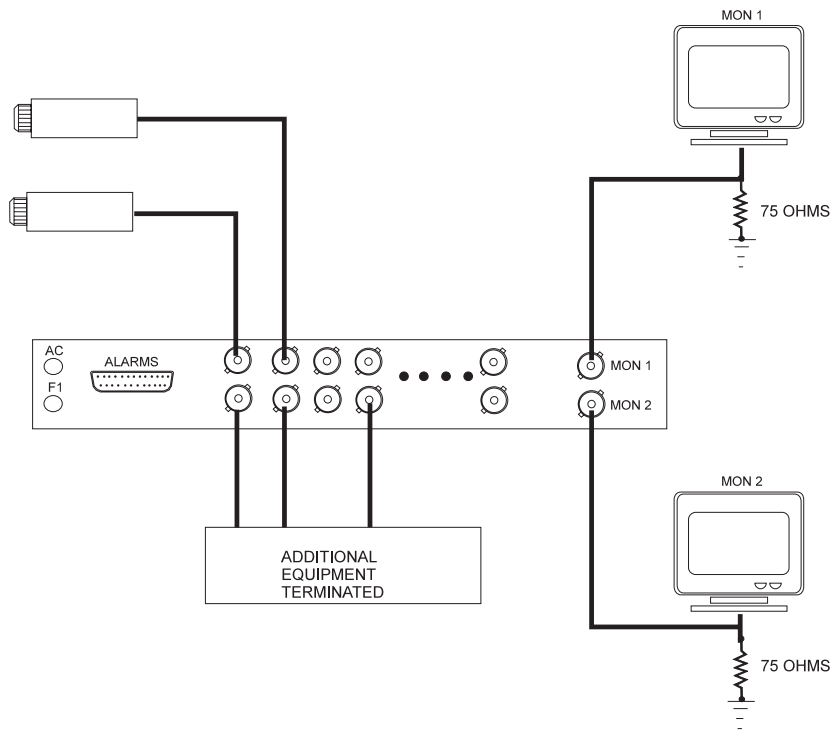 MON 1
75 OHMS
AC
ALARMS
F1
MON 1
MON 2
MON 2
ADDITIONAL
EQUIPMENT
TERMINATED
75 OHMS